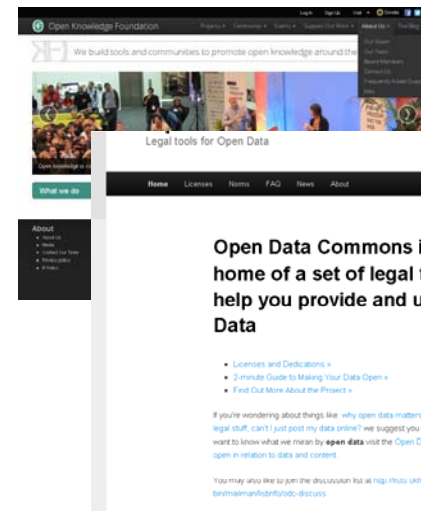 Log In Sign Up Visit Donate
Open Knowledge Foundation
Projects Community Events Support Our Work About Us Our Blog
We build tools and communities to promote open knowledge around the
Our Team
Board Members
Contact Us
Frequently Asked
Jobs
What we do
About
About Us
Media
Contact Our Team
Privacy policy
IP Policy
Legal tools for Open Data
Home Licenses Norms FAQ News About
Open Data Commons i
home of a set of legal
help you provide and u
Data
Licenses and Dedications »
2-minute Guide to Making Your Data Open »
Find Out More About the Project »
If you're wondering about things like why open data matters
legal stuff, can't I just post my data online? we suggest you
want to know what we mean by open data visit the Open D
open in relation to data and content.
You may also like to join the discussion list at http://lists.okf
bin/mailman/listinfo/odc-discuss